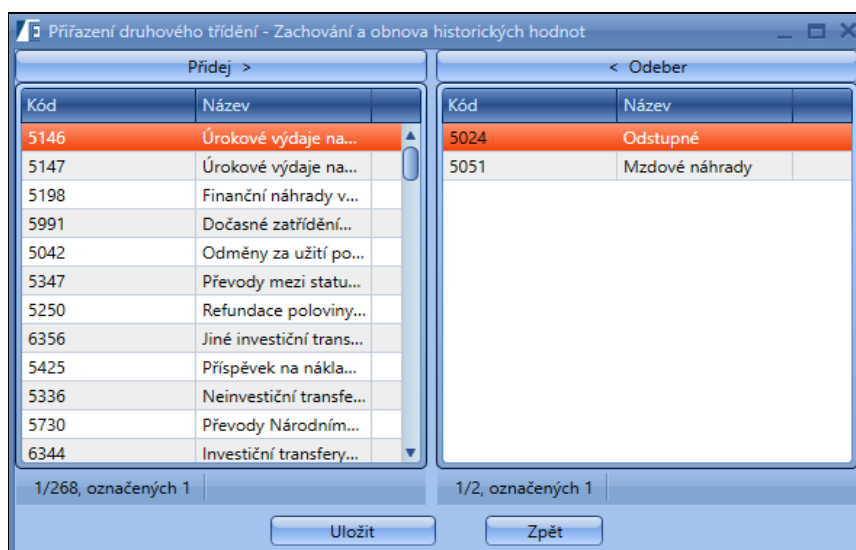 Přiřazení druhového třídění - Zachování a obnova historických hodnot
Přidej >
< Odeber
Kód Název
5146 Úrokové výdaje na...
5147 Úrokové výdaje na...
5198 Finanční náhrady v...
5991 Dočasné zatřídění...
5042 Odměny za užití po...
5347 Převody mezi statu...
5250 Refundace poloviny...
6356 Jiné investiční trans...
5425 Příspěvek na nákla...
5336 Neinvestiční transfe...
5730 Převody Národním...
6344 Investiční transfery...
1/268, označených 1
Kód Název
5024 Odstupné
5051 Mzdové náhrady
1/2, označených 1
Uložit
Zpět